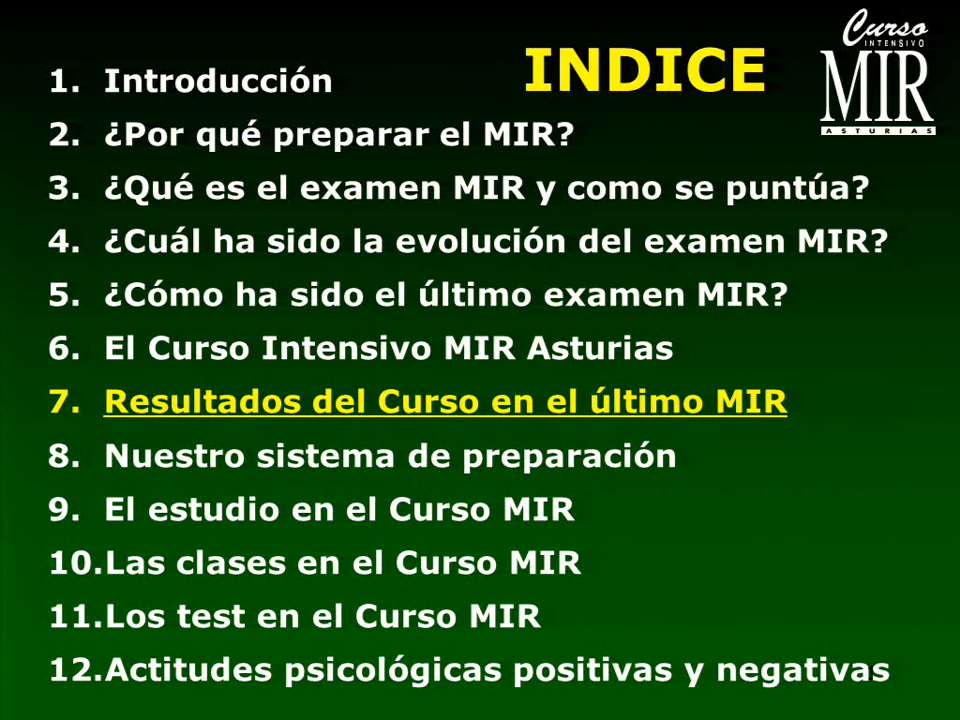 INDICE
Curso
INTENSIVO
MIR
ASTURIAS
1. Introducción
2. ¿Por qué preparar el MIR?
3. ¿Qué es el examen MIR y como se puntúa?
4. ¿Cuál ha sido la evolución del examen MIR?
5. ¿Cómo ha sido el último examen MIR?
6. El Curso Intensivo MIR Asturias
7. Resultados del Curso en el último MIR
8. Nuestro sistema de preparación
9. El estudio en el Curso MIR
10.Las clases en el Curso MIR
11.Los test en el Curso MIR
12.Actitudes psicológicas positivas y negativas